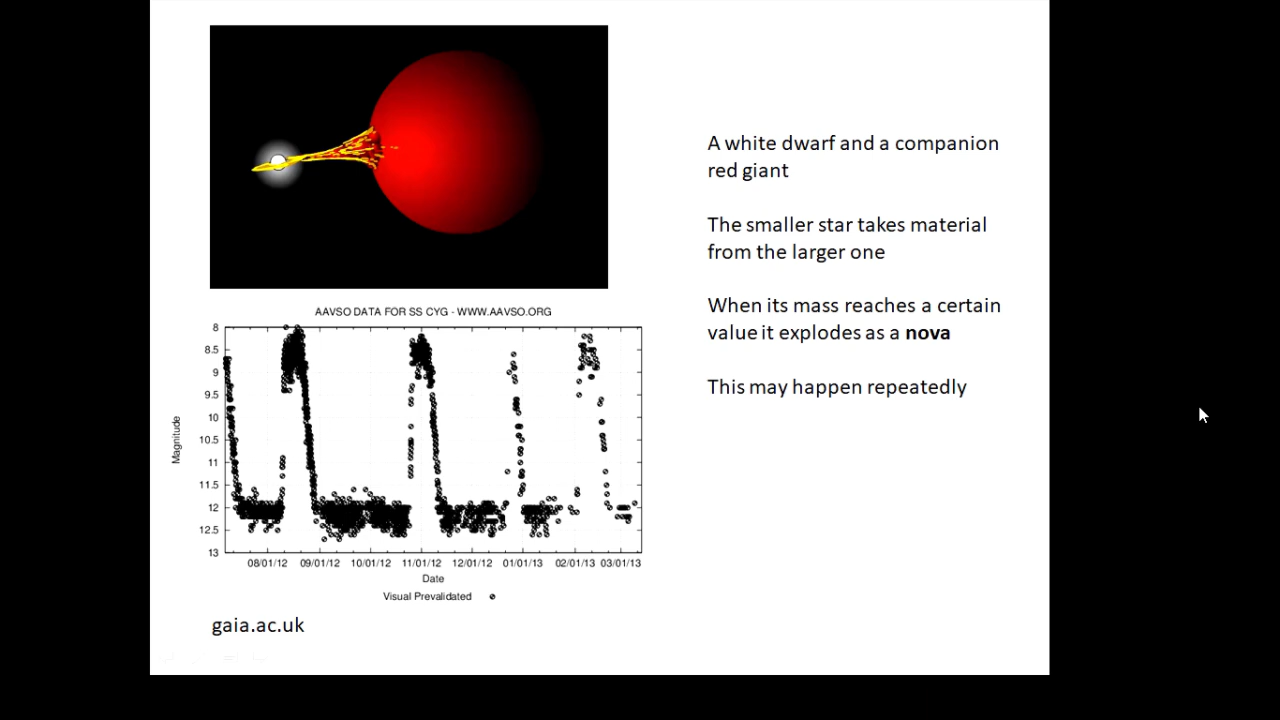 A white dwarf and a companion
red giant
The smaller star takes material
from the larger one
When its mass reaches a certain
value it explodes as a nova
This may happen repeatedly
AAVSO DATA FOR SS CYG - WWW.AAVSO.ORG
Magnitude
8
8.5
9
9.5
10
10.5
11
11.5
12
12.5
13
08/01/12 09/01/12 10/01/12 11/01/12 12/01/12 01/01/13 02/01/13 03/01/13
Date
Visual Prevalidated
gaia.ac.uk